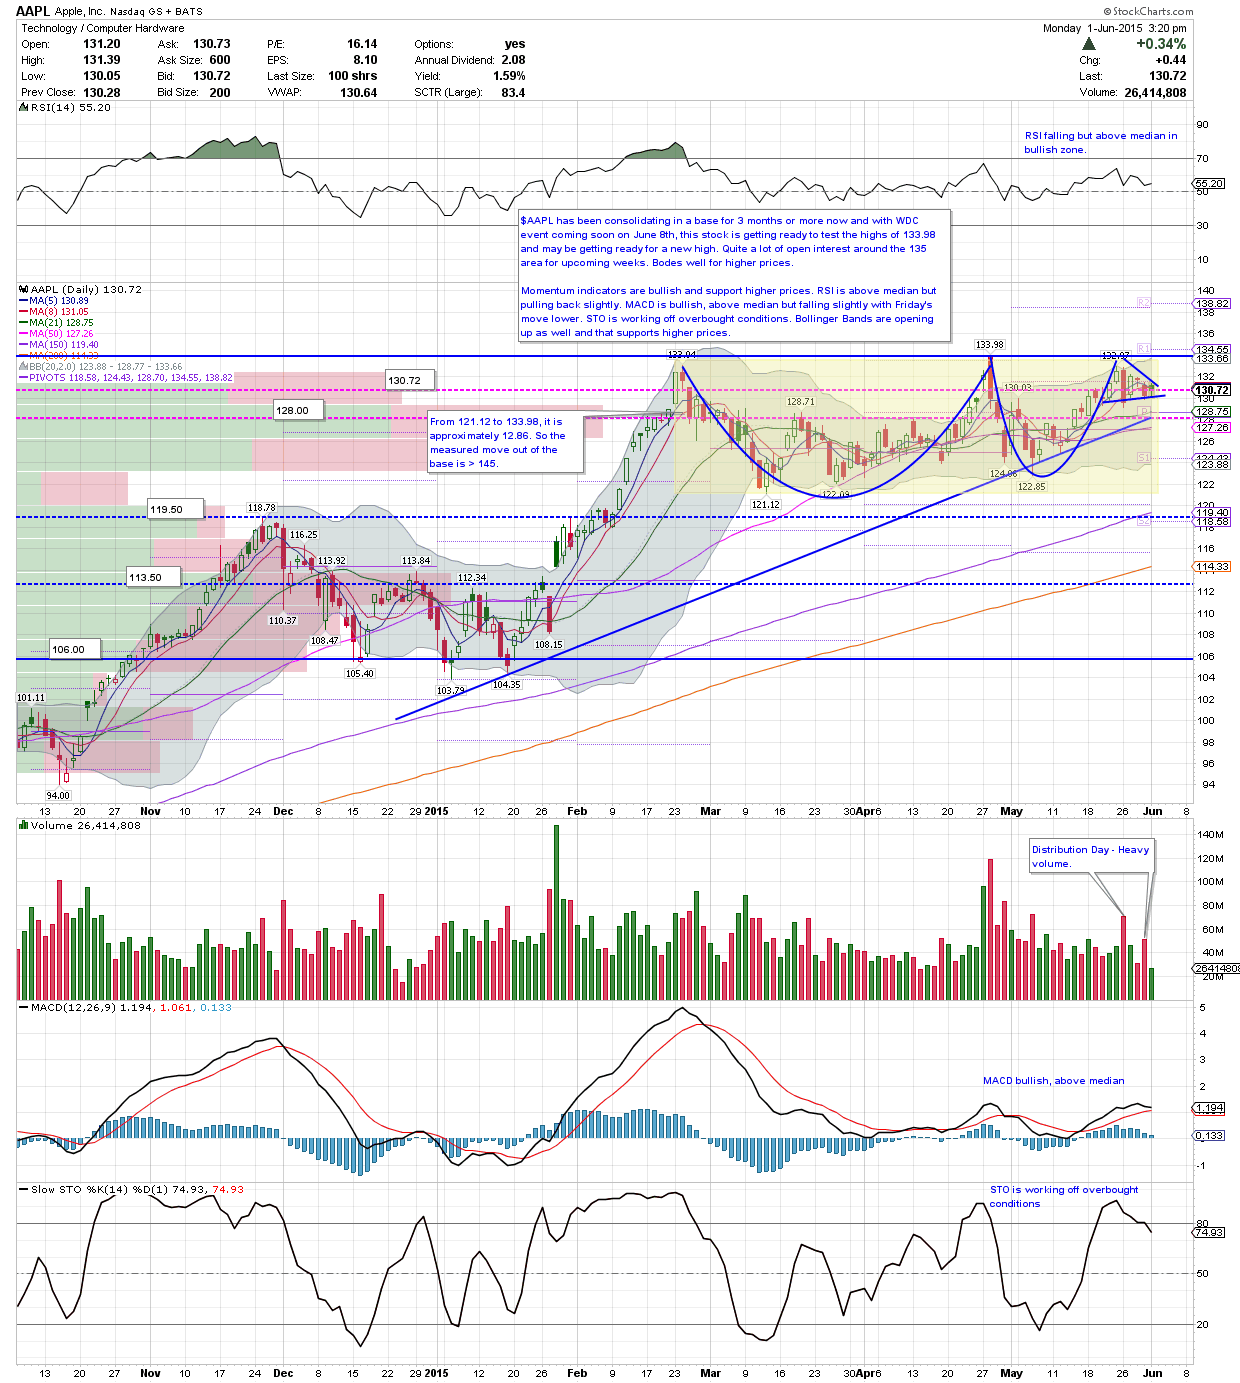 AAPL Apple, Inc. Nasdaq GS + BATS
© StockCharts.com
Technology / Computer Hardware
Monday 1-Jun-2015 3:20 pm
Open: 131.20 Ask: 130.73 P/E: 16.14 Options: yes
+0.34%
High: 131.39 Ask Size: 600 EPS: 8.10 Annual Dividend: 2.08
Chg: +0.44
Low: 130.05 Bid: 130.72 Last Size: 100 shrs Yield: 1.59%
Last: 130.72
Prev Close: 130.28 Bid Size: 200 VWAP: 130.64 SCTR (Large): 83.4
Volume: 26,414,808
RSI(14) 55.20
RSI falling but above median in
bullish zone.
90
70
55.20
50
30
10
$AAPL has been consolidating in a base for 3 months or more now and with WDC
event coming soon on June 8th, this stock is getting ready to test the highs of 133.98
and may be getting ready for a new high. Quite a lot of open interest around the 135
area for upcoming weeks. Bodes well for higher prices.
Momentum indicators are bullish and support higher prices. RSI is above median but
pulling back slightly. MACD is bullish, above median but falling slightly with Friday's
move lower. STO is working off overbought conditions. Bollinger Bands are opening
up as well and that supports higher prices.
AAPL (Daily) 130.72
MA(5) 130.89
MA(8) 131.05
MA(21) 128.75
MA(50) 127.26
MA(150) 119.40
MA(200) 114.33
BB(20,2.0) 123.88 - 128.77 - 133.66
PIVOTS 118.58, 124.43, 128.70, 134.55, 138.82
130.72
128.00
From 121.12 to 133.98, it is
approximately 12.86. So the
measured move out of the
base is > 145.
119.50
113.50
106.00
101.11
94.00
118.78
116.25
110.37
113.92
108.47
105.40
113.84
103.79
112.34
104.35
108.15
133.04
121.12
128.71
122.09
133.98
130.03
124.06
122.85
132.97
R2
R1
P
S1
S2
140
138.82
138
136
134.55
133.66
132
130.72
130
128.75
128
127.26
126
124.43
123.88
122
120
119.40
118.58
118
116
114.33
112
110
108
106
104
102
100
98
96
94
13 20 27 Nov 10 17 24 Dec 8 15 22 29 2015 12 20 26 Feb 9 17 23 Mar 9 16 23 30 Apr 6 13 20 27 May 11 18 26 Jun 8
Volume 26,414,808
Distribution Day - Heavy
volume.
140M
120M
100M
80M
60M
40M
26414808
20M
MACD(12,26,9) 1.194, 1.061, 0.133
MACD bullish, above median
5
4
3
2
1.194
0.133
-1
Slow STO %K(14) %D(1) 74.93, 74.93
STO is working off overbought
conditions
80
74.93
50
20
13 20 27 Nov 10 17 24 Dec 8 15 22 29 2015 12 20 26 Feb 9 17 23 Mar 9 16 23 30 Apr 6 13 20 27 May 11 18 26 Jun 8